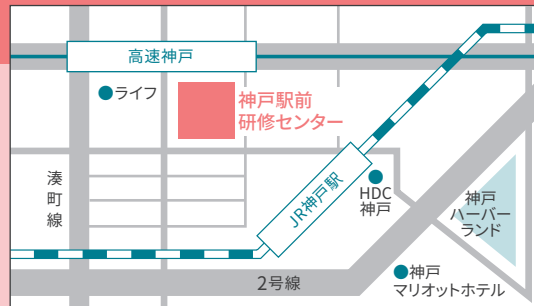 高速神戸
ライフ
神戸駅前
研修センター
湊町線
JR神戸駅
HDC
神戸
神戸
ハーバー
ランド
2号線
神戸
マリオットホテル